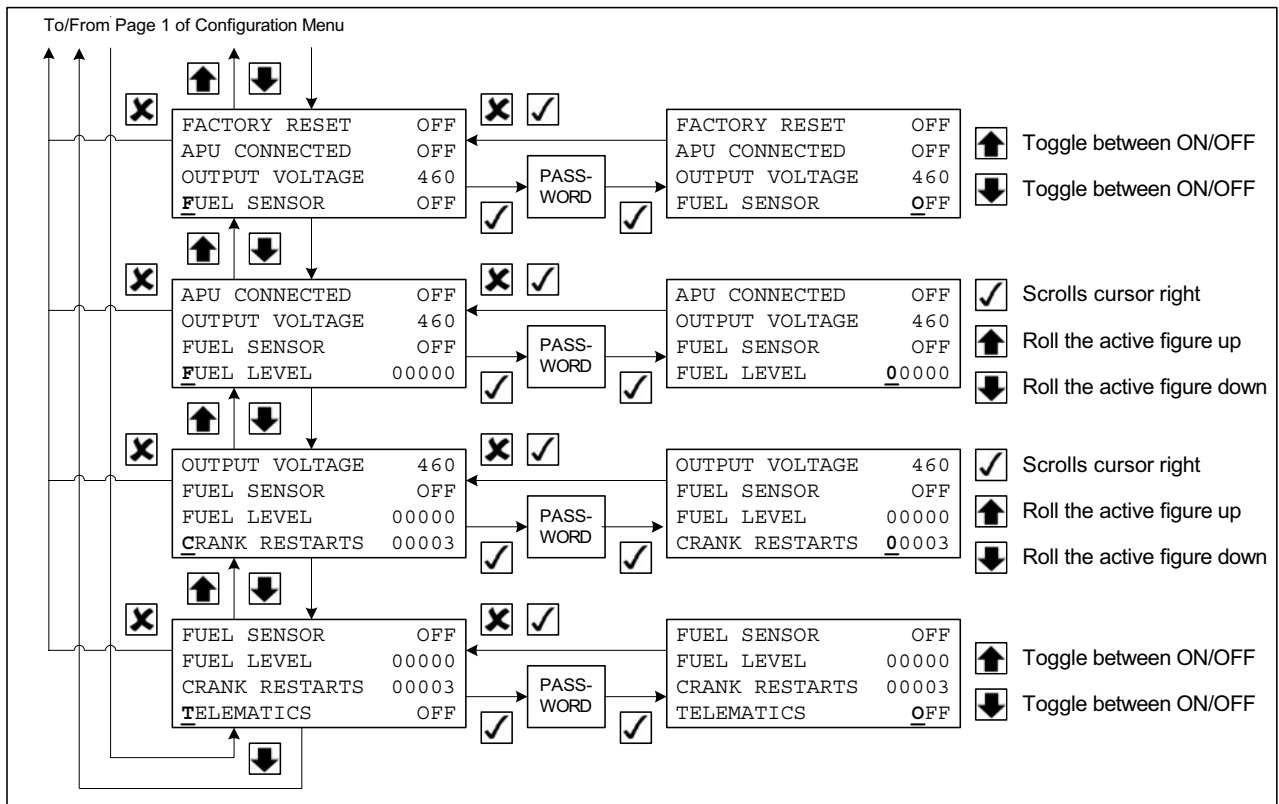 To/From Page 1 of Configuration Menu
FACTORY RESET OFF
APU CONNECTED OFF
OUTPUT VOLTAGE 460
FUEL SENSOR OFF
PASS-
WORD
FACTORY RESET OFF
APU CONNECTED OFF
OUTPUT VOLTAGE 460
FUEL SENSOR OFF
Toggle between ON/OFF
Toggle between ON/OFF
APU CONNECTED OFF
OUTPUT VOLTAGE 460
FUEL SENSOR OFF
FUEL LEVEL 00000
PASS-
WORD
APU CONNECTED OFF
OUTPUT VOLTAGE 460
FUEL SENSOR OFF
FUEL LEVEL 00000
Scrolls cursor right
Roll the active figure up
Roll the active figure down
OUTPUT VOLTAGE 460
FUEL SENSOR OFF
FUEL LEVEL 00000
CRANK RESTARTS 00003
PASS-
WORD
OUTPUT VOLTAGE 460
FUEL SENSOR OFF
FUEL LEVEL 00000
CRANK RESTARTS 00003
Scrolls cursor right
Roll the active figure up
Roll the active figure down
FUEL SENSOR OFF
FUEL LEVEL 00000
CRANK RESTARTS 00003
TELEMATICS OFF
PASS-
WORD
FUEL SENSOR OFF
FUEL LEVEL 00000
CRANK RESTARTS 00003
TELEMATICS OFF
Toggle between ON/OFF
Toggle between ON/OFF